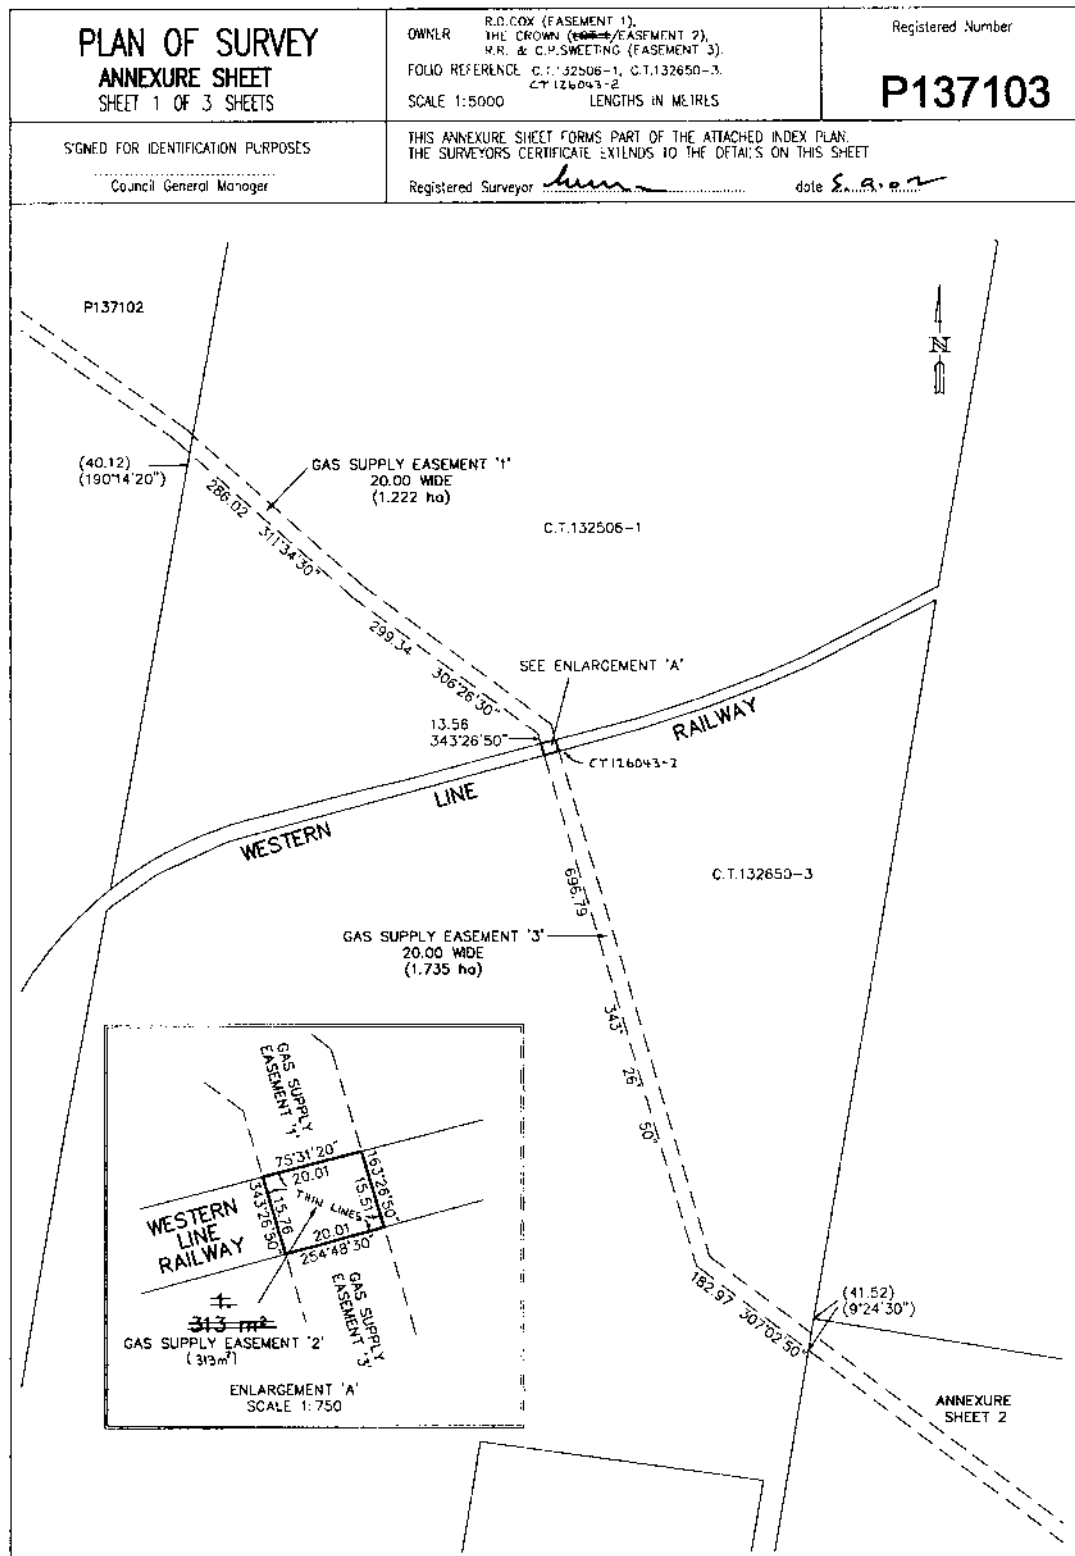 PLAN OF SURVEY
ANNEXURE SHEET
SHEET 1 OF 3 SHEETS
OWNER
R.D.COX (EASEMENT 1),
THE CROWN (LOT 1/EASEMENT 2),
R.R. & C.P.SWEETING (EASEMENT 3).
FOLIO REFERENCE C.T.132506-1, C.T.132650-3.
CT 126043-2
SCALE 1:5000 LENGTHS IN METRES
Registered Number
P137103
SIGNED FOR IDENTIFICATION PURPOSES
Council General Manager
THIS ANNEXURE SHEET FORMS PART OF THE ATTACHED INDEX PLAN.
THE SURVEYORS CERTIFICATE EXTENDS TO THE DETAILS ON THIS SHEET
Registered Surveyor
date 5.9.02
P137102
N
(40.12)
(190°14'20")
GAS SUPPLY EASEMENT '1'
20.00 WIDE
(1.222 ha)
286.02 311°34'30"
C.T.132506-1
299.34 306°26'30"
SEE ENLARGEMENT 'A'
13.56
343°26'50"
CT126043-2
WESTERN LINE RAILWAY
C.T.132650-3
696.79 343° 26' 50"
GAS SUPPLY EASEMENT '3'
20.00 WIDE
(1.735 ha)
GAS SUPPLY
EASEMENT '1'
75°31'20"
20.01
163°26'50"
15.51
343°26'50"
15.76
THIN LINES
20.01
254°48'30"
WESTERN
LINE
RAILWAY
GAS SUPPLY
EASEMENT '3'
1.
313 m²
GAS SUPPLY EASEMENT '2'
(313m²)
ENLARGEMENT 'A'
SCALE 1:750
182.97 307°02'50"
(41.52)
(9°24'30")
ANNEXURE
SHEET 2